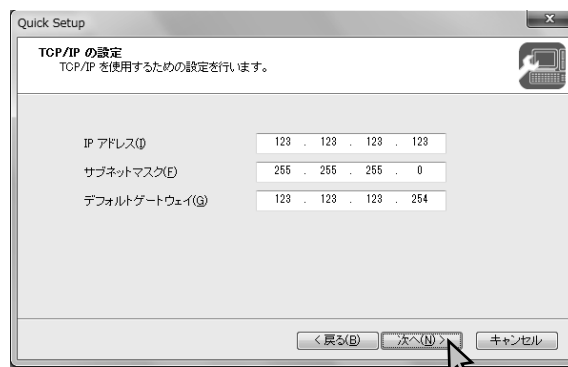 Quick Setup
TCP/IP の設定
TCP/IP を使用するための設定を行います。
IP アドレス(I) 123 . 123 . 123 . 123
サブネットマスク(F) 255 . 255 . 255 . 0
デフォルトゲートウェイ(G) 123 . 123 . 123 . 254
< 戻る(B) 次へ(N) > キャンセル